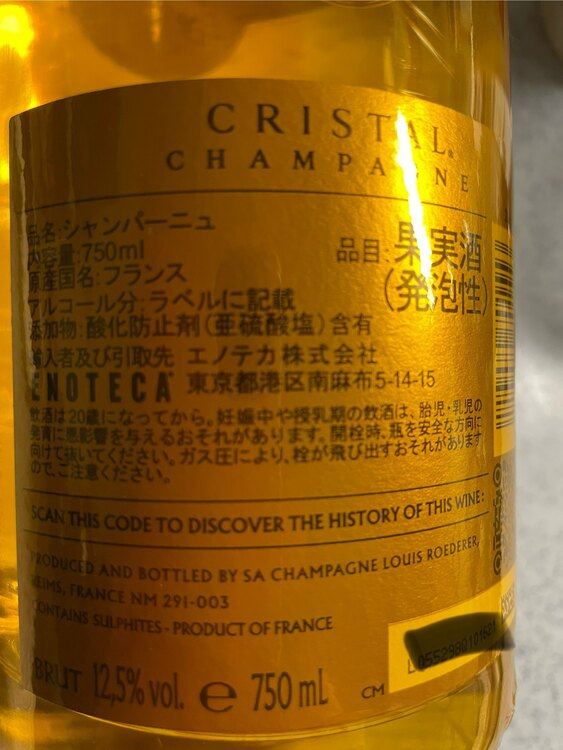 CRISTAL®
CHAMPAGNE
品名:シャンパーニュ
内容量:750ml
品目:果実酒
(発泡性)
原産国名:フランス
アルコール分:ラベルに記載
添加物:酸化防止剤(亜硫酸塩)含有
輸入者及び引取先 エノテカ株式会社
ENOTECA® 東京都港区南麻布5-14-15
飲酒は20歳になってから。妊娠中や授乳期の飲酒は、胎児・乳児の
発育に悪影響を与えるおそれがあります。開栓時、瓶を安全な方向に
向けて抜いてください。ガス圧により、栓が飛び出すおそれがあります
ので、ご注意ください。
SCAN THIS CODE TO DISCOVER THE HISTORY OF THIS WINE:
PRODUCED AND BOTTLED BY SA CHAMPAGNE LOUIS ROEDERER,
REIMS, FRANCE NM 291-003
CONTAINS SULPHITES - PRODUCT OF FRANCE
BRUT 12,5% vol. e 750 mL CM